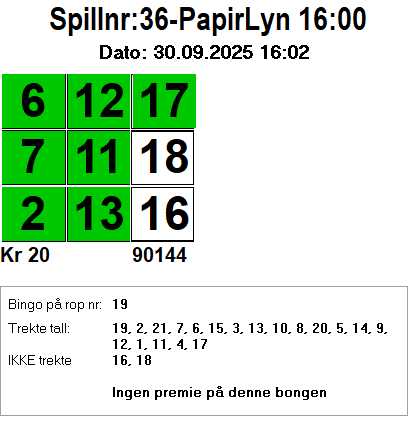 Spillnr:36-PapirLyn 16:00
Dato: 30.09.2025 16:02
6 12 17
7 11 18
2 13 16
Kr 20 90144
Bingo på rop nr: 19
Trekte tall: 19, 2, 21, 7, 6, 15, 3, 13, 10, 8, 20, 5, 14, 9,
12, 1, 11, 4, 17
IKKE trekte 16, 18
Ingen premie på denne bongen